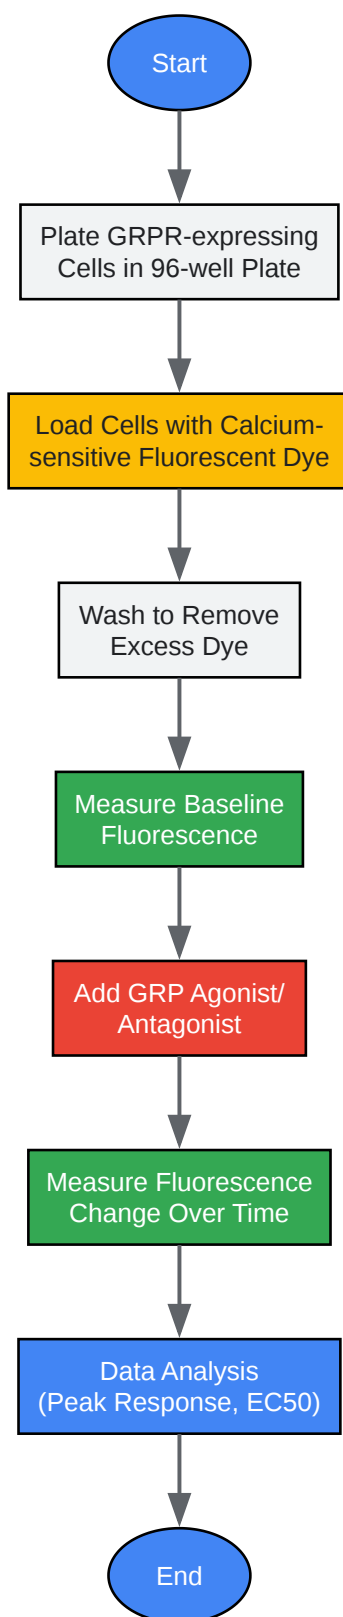 Start
Plate GRPR-expressing
Cells in 96-well Plate
Load Cells with Calcium-
sensitive Fluorescent Dye
Wash to Remove
Excess Dye
Measure Baseline
Fluorescence
Add GRP Agonist/
Antagonist
Measure Fluorescence
Change Over Time
Data Analysis
(Peak Response, EC50)
End